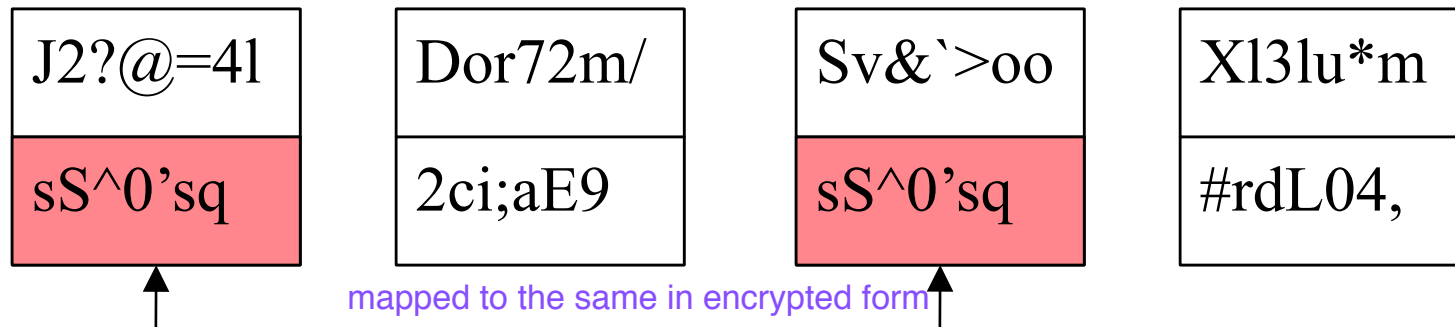 J2?@=4l Dor72m/ Sv&`>oo Xl3lu*m
sS^0’sq 2ci;aE9 sS^0’sq #rdL04,
mapped to the same in encrypted form